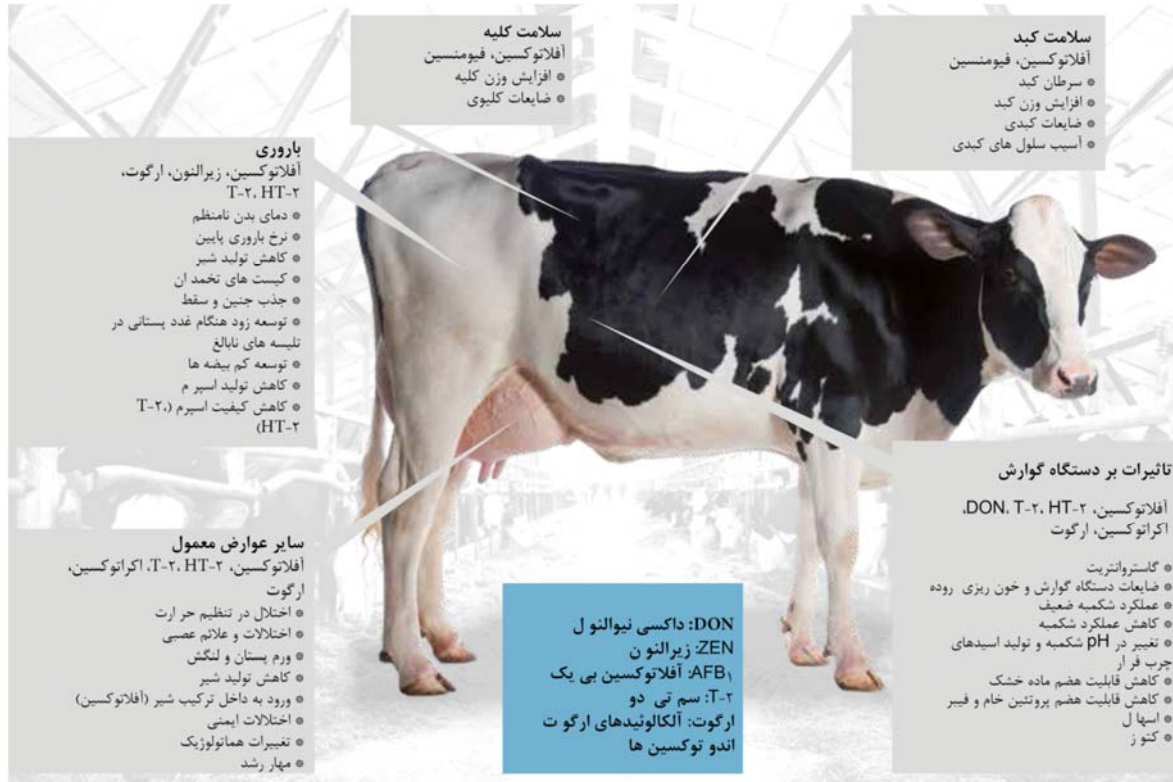 سلامت کبد
آفلاتوکسین، فیومنسین
* سرطان کبد
* افزایش وزن کبد
* ضایعات کبدی
* آسیب سلول های کبدی
سلامت کلیه
آفلاتوکسین، فیومنسین
* افزایش وزن کلیه
* ضایعات کلیوی
باروری
آفلاتوکسین، زیرالنون، ارگوت،
T-۲، HT-۲
* دمای بدن نامنظم
* نرخ باروری پایین
* کاهش تولید شیر
* کیست های تخمد ان
* جذب جنین و سقط
* توسعه زود هنگام غدد پستانی در
تلیسه های نابالغ
* توسعه کم بیضه ها
* کاهش تولید اسپر م
* کاهش کیفیت اسپرم (T-۲،
HT-۲)
تاثیرات بر دستگاه گوارش
آفلاتوکسین، DON، T-۲، HT-۲،
اکراتوکسین، ارگوت
* گاستروانتریت
* ضایعات دستگاه گوارش و خون ریزی روده
* عملکرد شکمبه ضعیف
* کاهش عملکرد شکمبه
* تغییر در pH شکمبه و تولید اسیدهای
چرب فر ار
* کاهش قابلیت هضم ماده خشک
* کاهش قابلیت هضم پروتئین خام و فیبر
* اسها ل
* کتو ز
سایر عوارض معمول
آفلاتوکسین، T-۲، HT-۲، اکراتوکسین،
ارگوت
* اختلال در تنظیم حر ارت
* اختلالات و علائم عصبی
* ورم پستان و لنگش
* کاهش تولید شیر
* ورود به داخل ترکیب شیر (آفلاتوکسین)
* اختلالات ایمنی
* تغییرات هماتولوژیک
* مهار رشد
DON: داکسی نیوالنو ل
ZEN: زیرالنو ن
AFB۱: آفلاتوکسین بی یک
T-۲: سم تی دو
ارگوت: آلکالوئیدهای ارگو ت
اندو توکسین ها